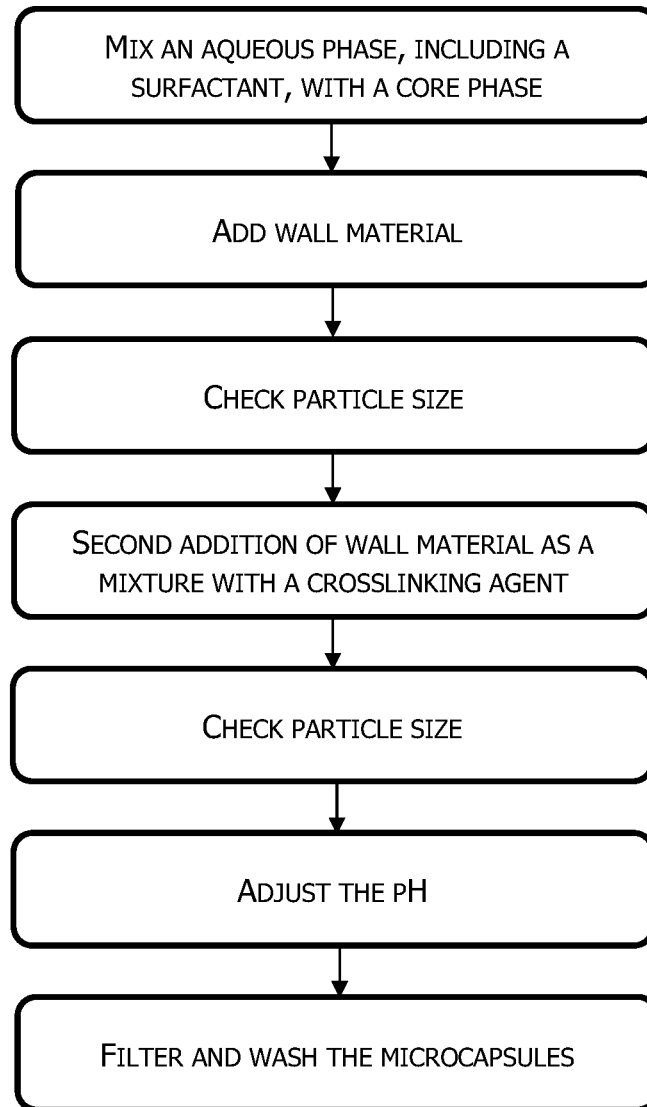 MIX AN AQUEOUS PHASE, INCLUDING A
SURFACTANT, WITH A CORE PHASE
ADD WALL MATERIAL
CHECK PARTICLE SIZE
SECOND ADDITION OF WALL MATERIAL AS A
MIXTURE WITH A CROSSLINKING AGENT
CHECK PARTICLE SIZE
ADJUST THE PH
FILTER AND WASH THE MICROCAPSULES